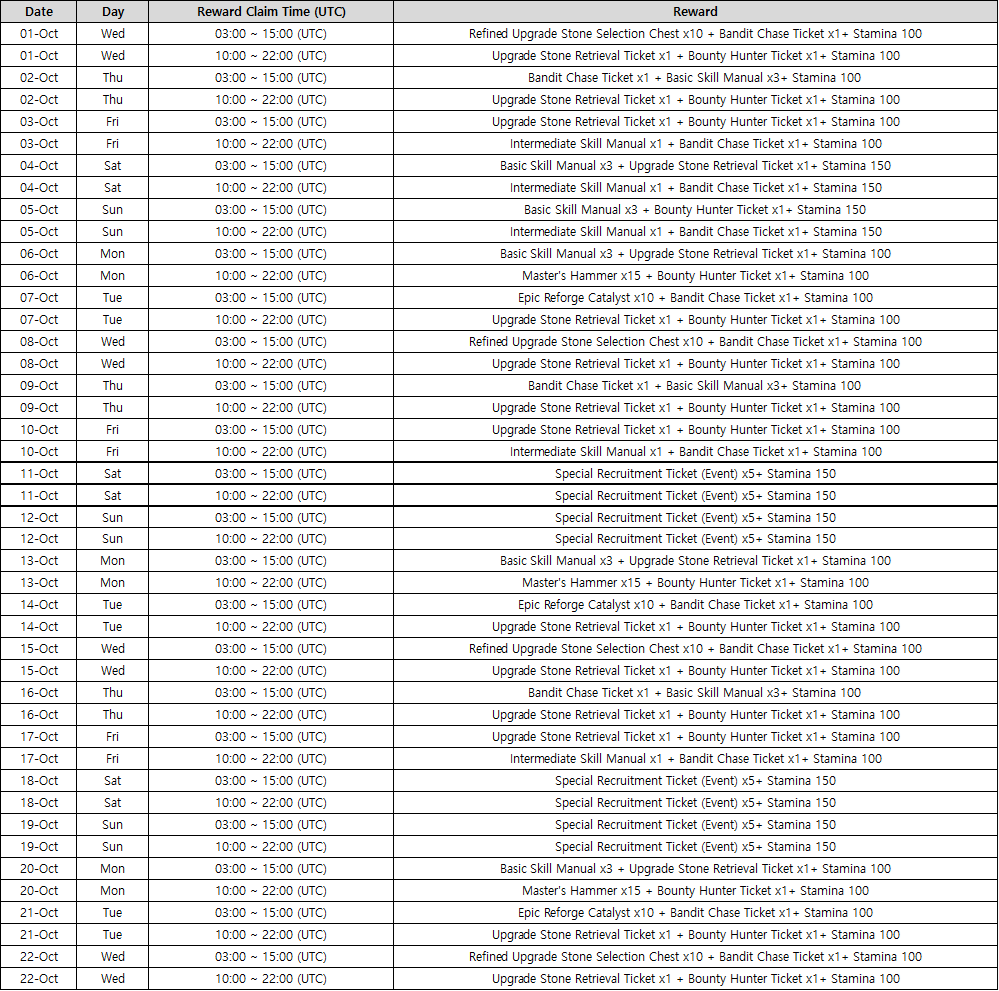 Date Day Reward Claim Time (UTC) Reward
01-Oct Wed 03:00 ~ 15:00 (UTC) Refined Upgrade Stone Selection Chest x10 + Bandit Chase Ticket x1+ Stamina 100
01-Oct Wed 10:00 ~ 22:00 (UTC) Upgrade Stone Retrieval Ticket x1 + Bounty Hunter Ticket x1+ Stamina 100
02-Oct Thu 03:00 ~ 15:00 (UTC) Bandit Chase Ticket x1 + Basic Skill Manual x3+ Stamina 100
02-Oct Thu 10:00 ~ 22:00 (UTC) Upgrade Stone Retrieval Ticket x1 + Bounty Hunter Ticket x1+ Stamina 100
03-Oct Fri 03:00 ~ 15:00 (UTC) Upgrade Stone Retrieval Ticket x1 + Bounty Hunter Ticket x1+ Stamina 100
03-Oct Fri 10:00 ~ 22:00 (UTC) Intermediate Skill Manual x1 + Bandit Chase Ticket x1+ Stamina 100
04-Oct Sat 03:00 ~ 15:00 (UTC) Basic Skill Manual x3 + Upgrade Stone Retrieval Ticket x1+ Stamina 150
04-Oct Sat 10:00 ~ 22:00 (UTC) Intermediate Skill Manual x1 + Bandit Chase Ticket x1+ Stamina 150
05-Oct Sun 03:00 ~ 15:00 (UTC) Basic Skill Manual x3 + Bounty Hunter Ticket x1+ Stamina 150
05-Oct Sun 10:00 ~ 22:00 (UTC) Intermediate Skill Manual x1 + Bandit Chase Ticket x1+ Stamina 150
06-Oct Mon 03:00 ~ 15:00 (UTC) Basic Skill Manual x3 + Upgrade Stone Retrieval Ticket x1+ Stamina 100
06-Oct Mon 10:00 ~ 22:00 (UTC) Master's Hammer x15 + Bounty Hunter Ticket x1+ Stamina 100
07-Oct Tue 03:00 ~ 15:00 (UTC) Epic Reforge Catalyst x10 + Bandit Chase Ticket x1+ Stamina 100
07-Oct Tue 10:00 ~ 22:00 (UTC) Upgrade Stone Retrieval Ticket x1 + Bounty Hunter Ticket x1+ Stamina 100
08-Oct Wed 03:00 ~ 15:00 (UTC) Refined Upgrade Stone Selection Chest x10 + Bandit Chase Ticket x1+ Stamina 100
08-Oct Wed 10:00 ~ 22:00 (UTC) Upgrade Stone Retrieval Ticket x1 + Bounty Hunter Ticket x1+ Stamina 100
09-Oct Thu 03:00 ~ 15:00 (UTC) Bandit Chase Ticket x1 + Basic Skill Manual x3+ Stamina 100
09-Oct Thu 10:00 ~ 22:00 (UTC) Upgrade Stone Retrieval Ticket x1 + Bounty Hunter Ticket x1+ Stamina 100
10-Oct Fri 03:00 ~ 15:00 (UTC) Upgrade Stone Retrieval Ticket x1 + Bounty Hunter Ticket x1+ Stamina 100
10-Oct Fri 10:00 ~ 22:00 (UTC) Intermediate Skill Manual x1 + Bandit Chase Ticket x1+ Stamina 100
11-Oct Sat 03:00 ~ 15:00 (UTC) Special Recruitment Ticket (Event) x5+ Stamina 150
11-Oct Sat 10:00 ~ 22:00 (UTC) Special Recruitment Ticket (Event) x5+ Stamina 150
12-Oct Sun 03:00 ~ 15:00 (UTC) Special Recruitment Ticket (Event) x5+ Stamina 150
12-Oct Sun 10:00 ~ 22:00 (UTC) Special Recruitment Ticket (Event) x5+ Stamina 150
13-Oct Mon 03:00 ~ 15:00 (UTC) Basic Skill Manual x3 + Upgrade Stone Retrieval Ticket x1+ Stamina 100
13-Oct Mon 10:00 ~ 22:00 (UTC) Master's Hammer x15 + Bounty Hunter Ticket x1+ Stamina 100
14-Oct Tue 03:00 ~ 15:00 (UTC) Epic Reforge Catalyst x10 + Bandit Chase Ticket x1+ Stamina 100
14-Oct Tue 10:00 ~ 22:00 (UTC) Upgrade Stone Retrieval Ticket x1 + Bounty Hunter Ticket x1+ Stamina 100
15-Oct Wed 03:00 ~ 15:00 (UTC) Refined Upgrade Stone Selection Chest x10 + Bandit Chase Ticket x1+ Stamina 100
15-Oct Wed 10:00 ~ 22:00 (UTC) Upgrade Stone Retrieval Ticket x1 + Bounty Hunter Ticket x1+ Stamina 100
16-Oct Thu 03:00 ~ 15:00 (UTC) Bandit Chase Ticket x1 + Basic Skill Manual x3+ Stamina 100
16-Oct Thu 10:00 ~ 22:00 (UTC) Upgrade Stone Retrieval Ticket x1 + Bounty Hunter Ticket x1+ Stamina 100
17-Oct Fri 03:00 ~ 15:00 (UTC) Upgrade Stone Retrieval Ticket x1 + Bounty Hunter Ticket x1+ Stamina 100
17-Oct Fri 10:00 ~ 22:00 (UTC) Intermediate Skill Manual x1 + Bandit Chase Ticket x1+ Stamina 100
18-Oct Sat 03:00 ~ 15:00 (UTC) Special Recruitment Ticket (Event) x5+ Stamina 150
18-Oct Sat 10:00 ~ 22:00 (UTC) Special Recruitment Ticket (Event) x5+ Stamina 150
19-Oct Sun 03:00 ~ 15:00 (UTC) Special Recruitment Ticket (Event) x5+ Stamina 150
19-Oct Sun 10:00 ~ 22:00 (UTC) Special Recruitment Ticket (Event) x5+ Stamina 150
20-Oct Mon 03:00 ~ 15:00 (UTC) Basic Skill Manual x3 + Upgrade Stone Retrieval Ticket x1+ Stamina 100
20-Oct Mon 10:00 ~ 22:00 (UTC) Master's Hammer x15 + Bounty Hunter Ticket x1+ Stamina 100
21-Oct Tue 03:00 ~ 15:00 (UTC) Epic Reforge Catalyst x10 + Bandit Chase Ticket x1+ Stamina 100
21-Oct Tue 10:00 ~ 22:00 (UTC) Upgrade Stone Retrieval Ticket x1 + Bounty Hunter Ticket x1+ Stamina 100
22-Oct Wed 03:00 ~ 15:00 (UTC) Refined Upgrade Stone Selection Chest x10 + Bandit Chase Ticket x1+ Stamina 100
22-Oct Wed 10:00 ~ 22:00 (UTC) Upgrade Stone Retrieval Ticket x1 + Bounty Hunter Ticket x1+ Stamina 100